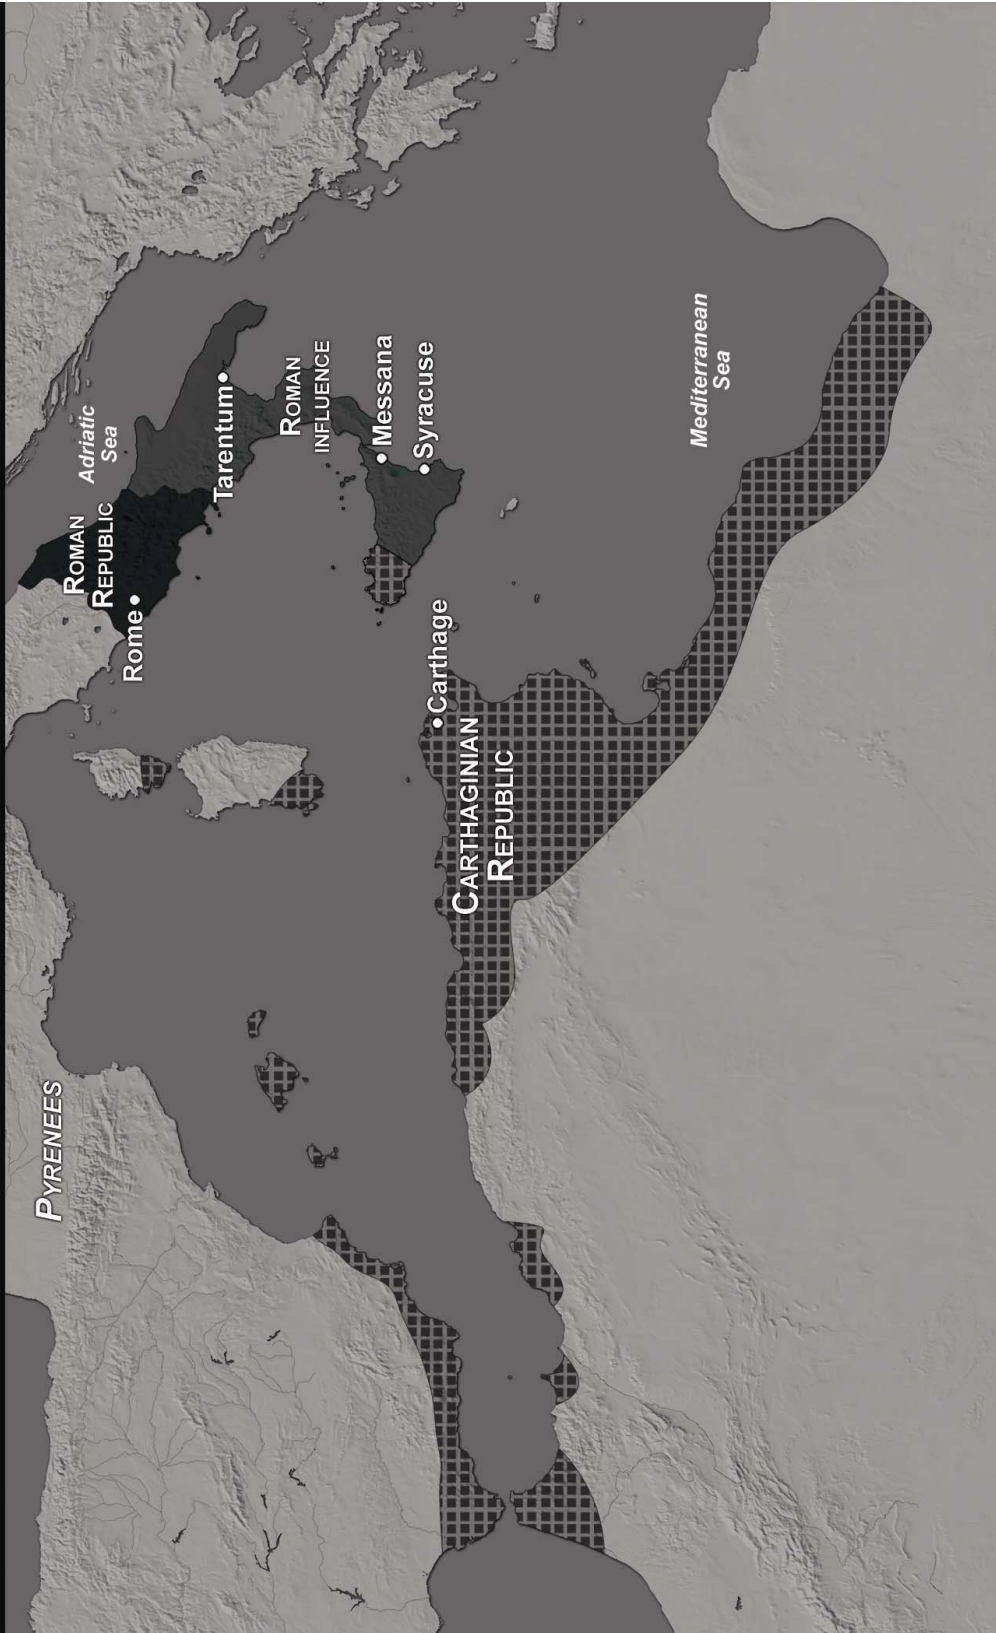 PYRENEES
Adriatic
Sea
ROMAN
REPUBLIC
Rome
Tarentum
ROMAN
INFLUENCE
Messana
Syracuse
Carthage
CARTHAGINIAN
REPUBLIC
Mediterranean
Sea